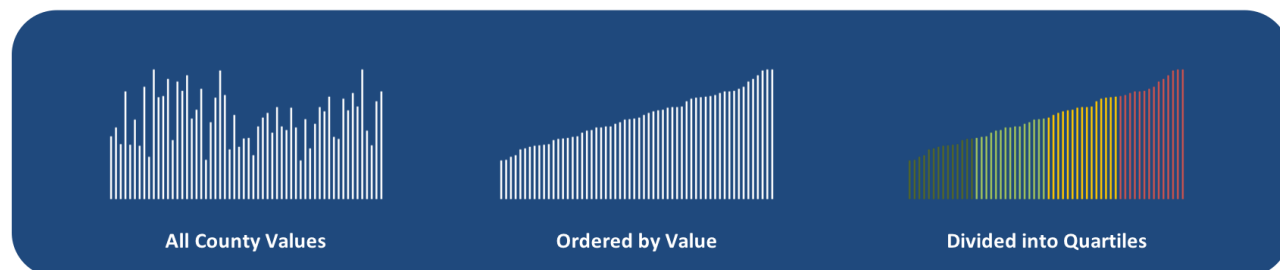 All County Values
Ordered by Value
Divided into Quartiles